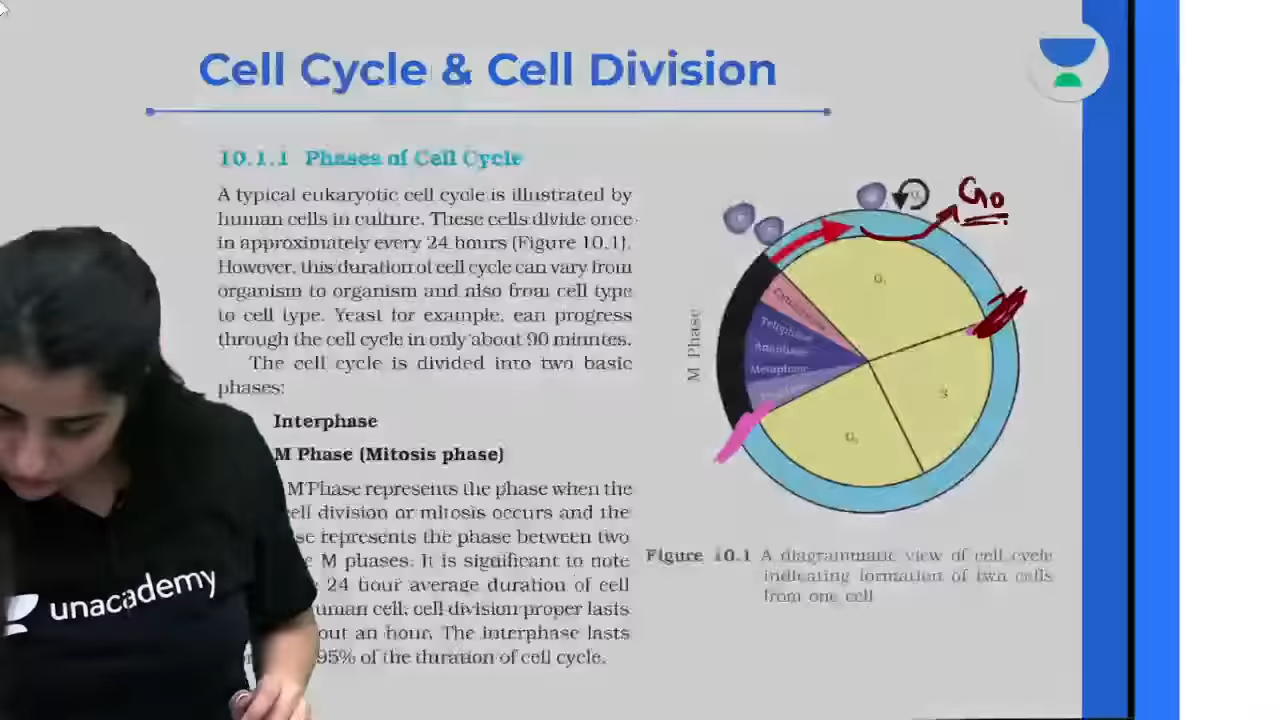 Cell Cycle & Cell Division
10.1.1 Phases of Cell Cycle
A typical eukaryotic cell cycle is illustrated by
human cells in culture. These cells divide once
in approximately every 24 hours (Figure 10.1).
However, this duration of cell cycle can vary from
organism to organism and also from cell type
to cell type. Yeast for example, can progress
through the cell cycle in only about 90 minutes.
The cell cycle is divided into two basic
phases:
Interphase
M Phase (Mitosis phase)
M Phase represents the phase when the
cell division or mitosis occurs and the
se represents the phase between two
M phases. It is significant to note
24 hour average duration of cell
uman cell, cell division proper lasts
out an hour. The interphase lasts
95% of the duration of cell cycle.
G0
G1
M Phase
Cytokinesis
Telophase
Anaphase
Metaphase
S
G2
Figure 10.1 A diagrammatic view of cell cycle
indicating formation of two cells
from one cell
unacademy